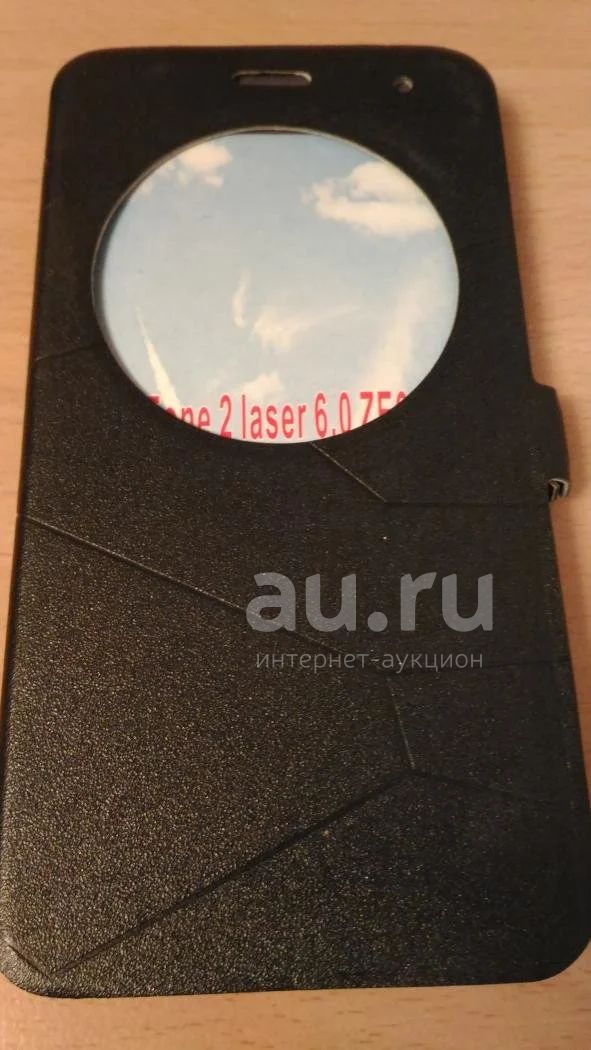 2 laser 6.0
au.ru
интернет-аукцион